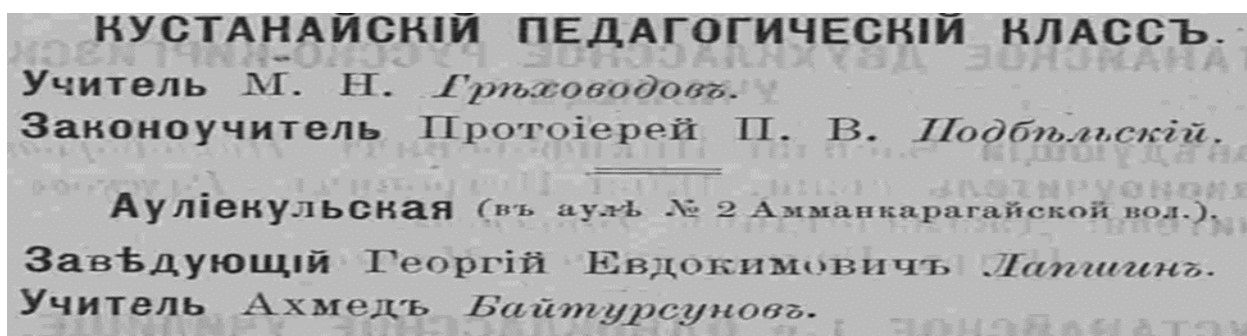 КУСТАНАЙСКІЙ ПЕДАГОГИЧЕСКІЙ КЛАССЪ.
Учитель М. Н. Грѣховодовъ.
Законоучитель Протоіерей П. В. Подбѣльскій.
Ауліекульская (въ аулѣ № 2 Амманкарагайской вол.).
Завѣдующій Георгій Евдокимовичъ Лапшинъ.
Учитель Ахмедъ Байтурсуновъ.